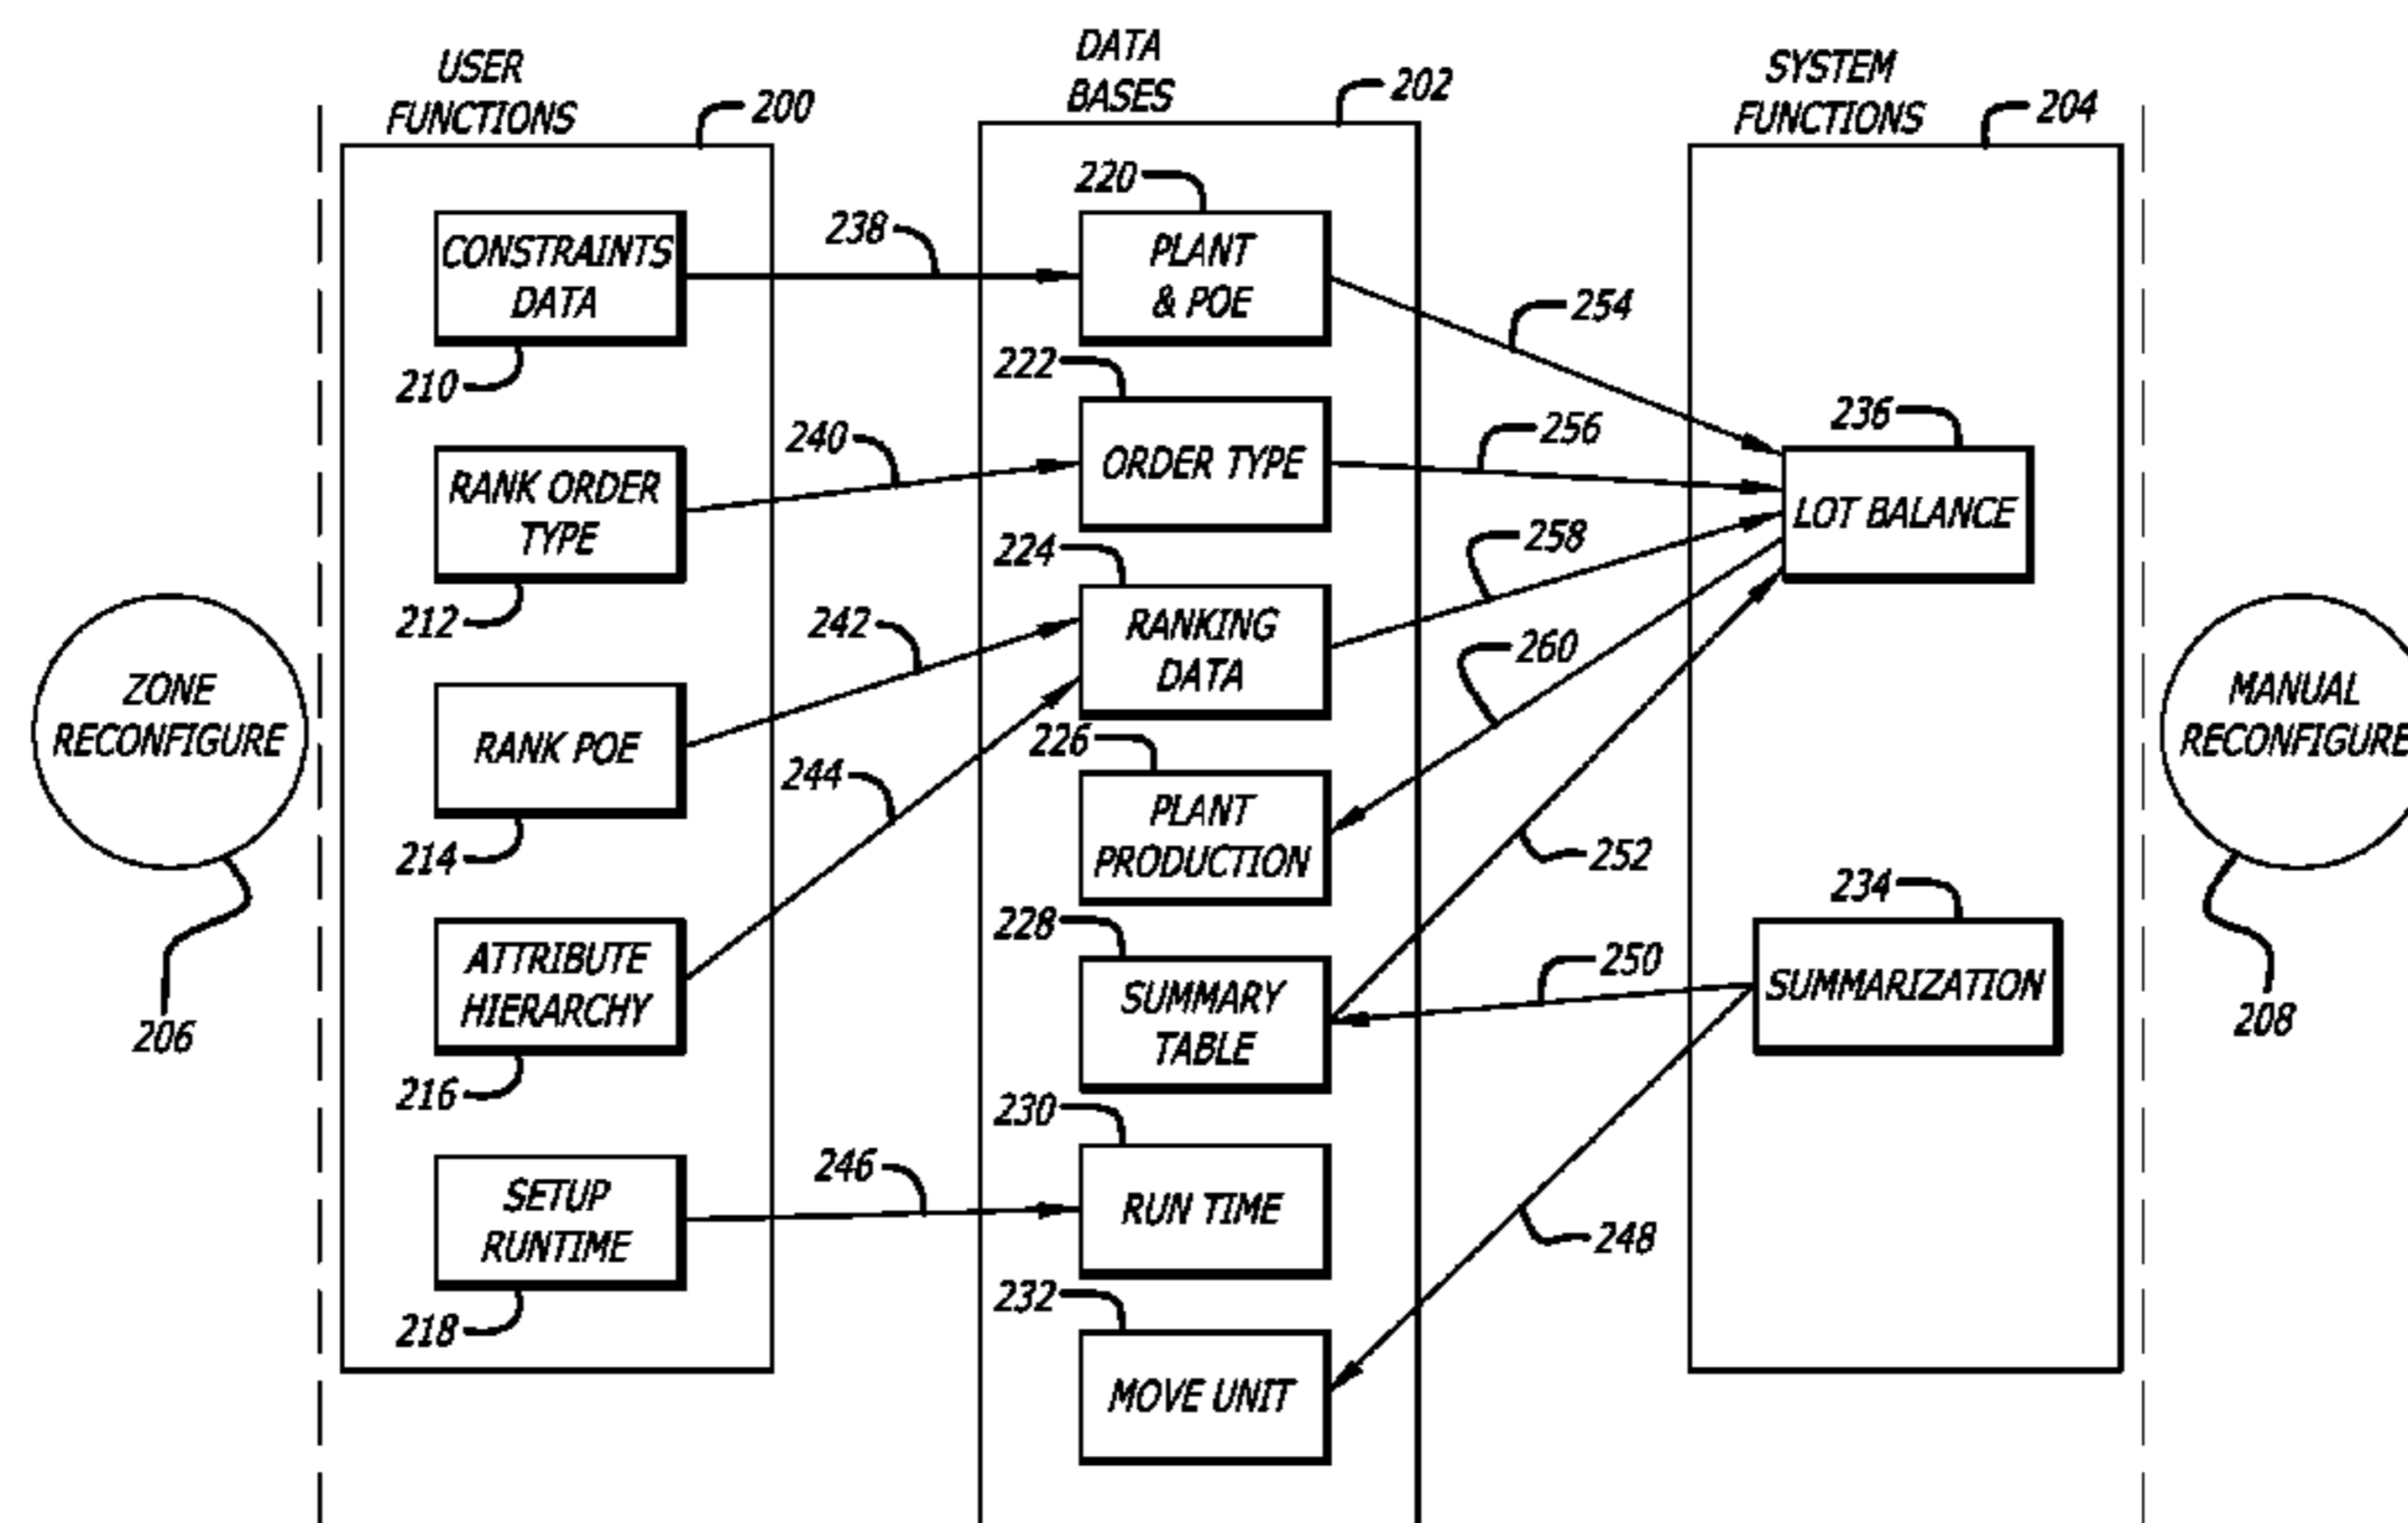 USER
FUNCTIONS
200
DATA
BASES
202
SYSTEM
FUNCTIONS
204
CONSTRAINTS
DATA
210
238
220
PLANT
& POE
254
RANK ORDER
TYPE
212
240
222
ORDER TYPE
256
236
LOT BALANCE
RANK POE
214
242
224
RANKING
DATA
258
260
ZONE
RECONFIGURE
206
MANUAL
RECONFIGURE
208
244
226
PLANT
PRODUCTION
252
234
SUMMARIZATION
ATTRIBUTE
HIERARCHY
216
228
SUMMARY
TABLE
250
SETUP
RUNTIME
218
246
230
RUN TIME
248
232
MOVE UNIT